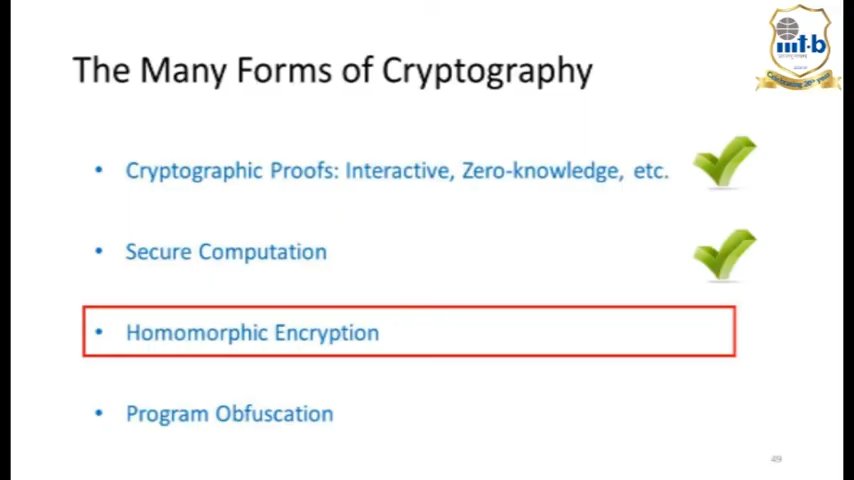 The Many Forms of Cryptography
• Cryptographic Proofs: Interactive, Zero-knowledge, etc.
• Secure Computation
• Homomorphic Encryption
• Program Obfuscation
49